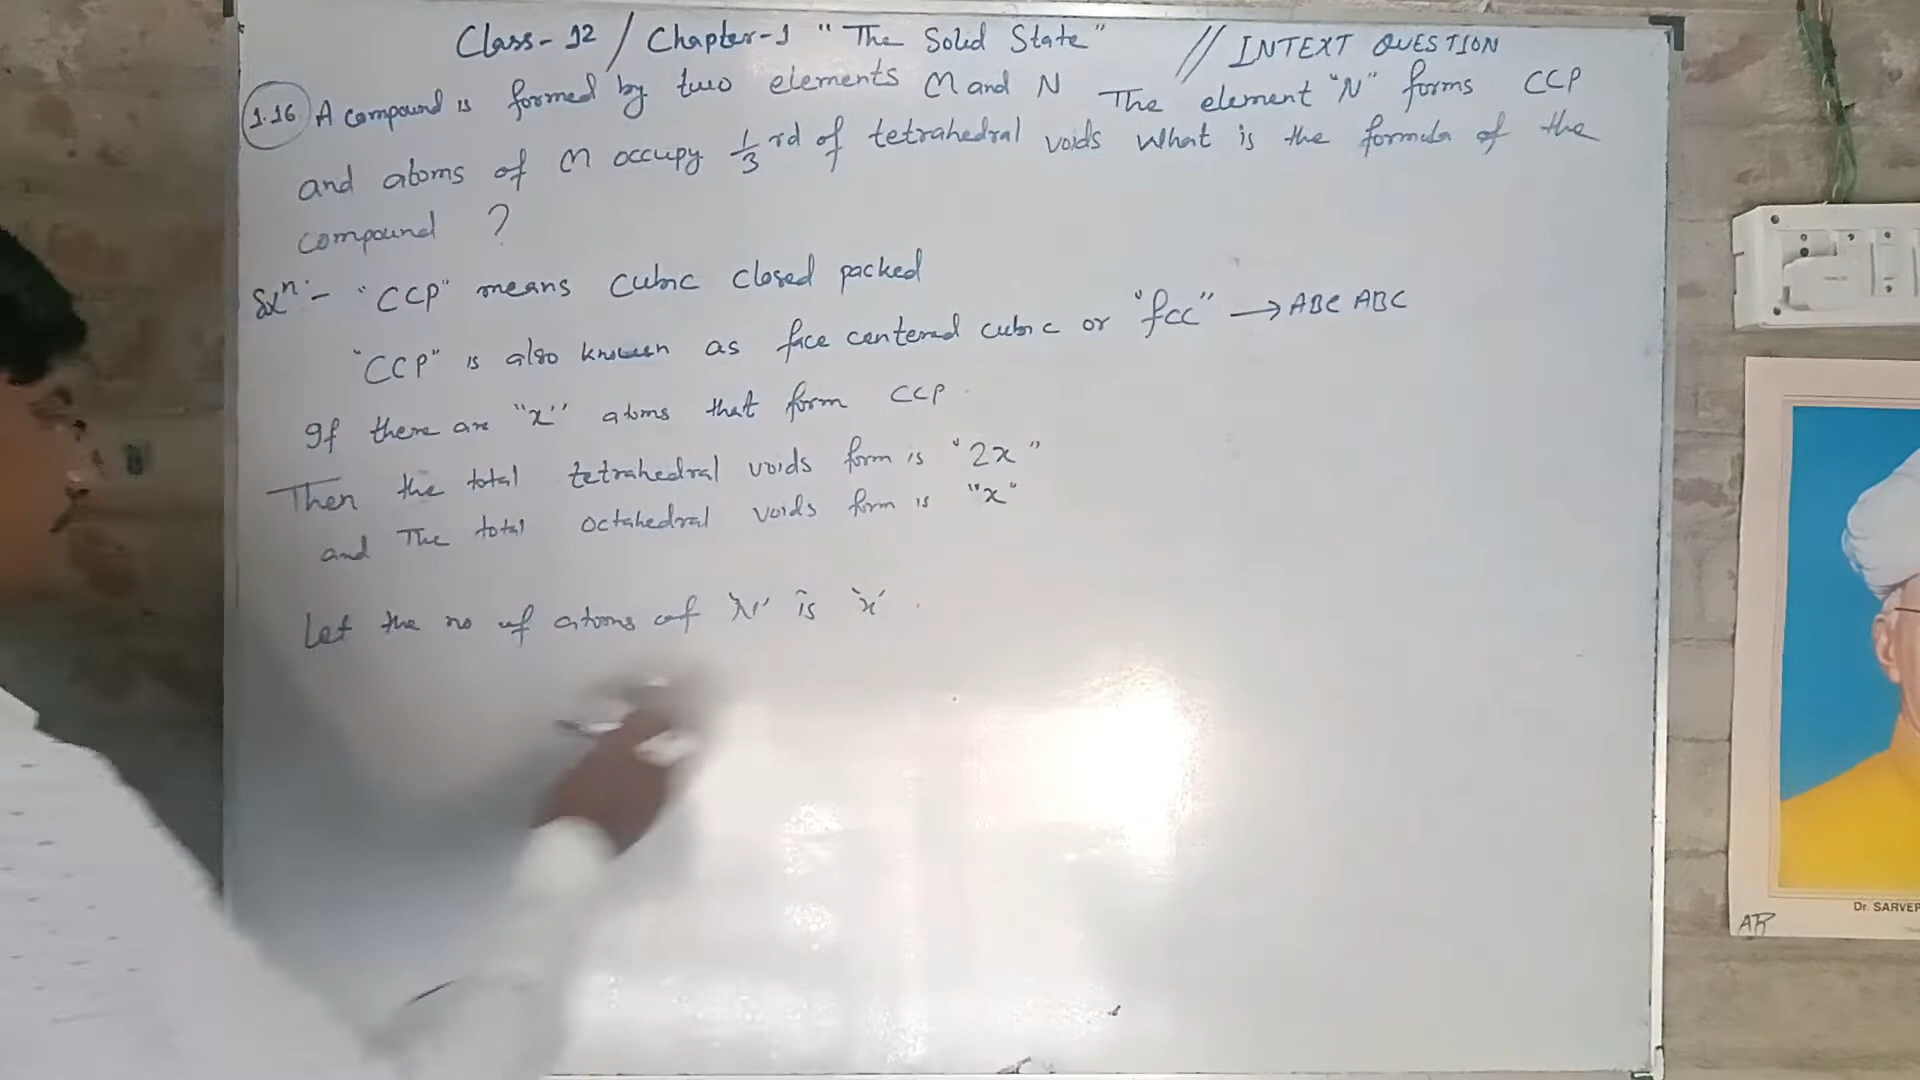 Class-12 / Chapter-1 "The Solid State" // INTEXT QUESTION
1.16 A compound is formed by two elements M and N The element "N" forms CCP
and atoms of M occupy 1/3 rd of tetrahedral voids What is the formula of the
compound ?
Solⁿ:- "CCP" means Cubic closed packed
"CCP" is also known as face centered cubic or "fcc" → ABC ABC
If there are "x" atoms that form CCP
Then the total tetrahedral voids form is "2x"
and The total octahedral voids form is "x"
Let the no of atoms of 'N' is 'x'
Dr. SARVEP
AR